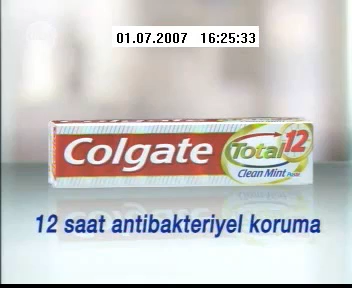 01.07.2007 16:25:33
Colgate Total 12
Clean Mint
12 saat antibakteriyel koruma